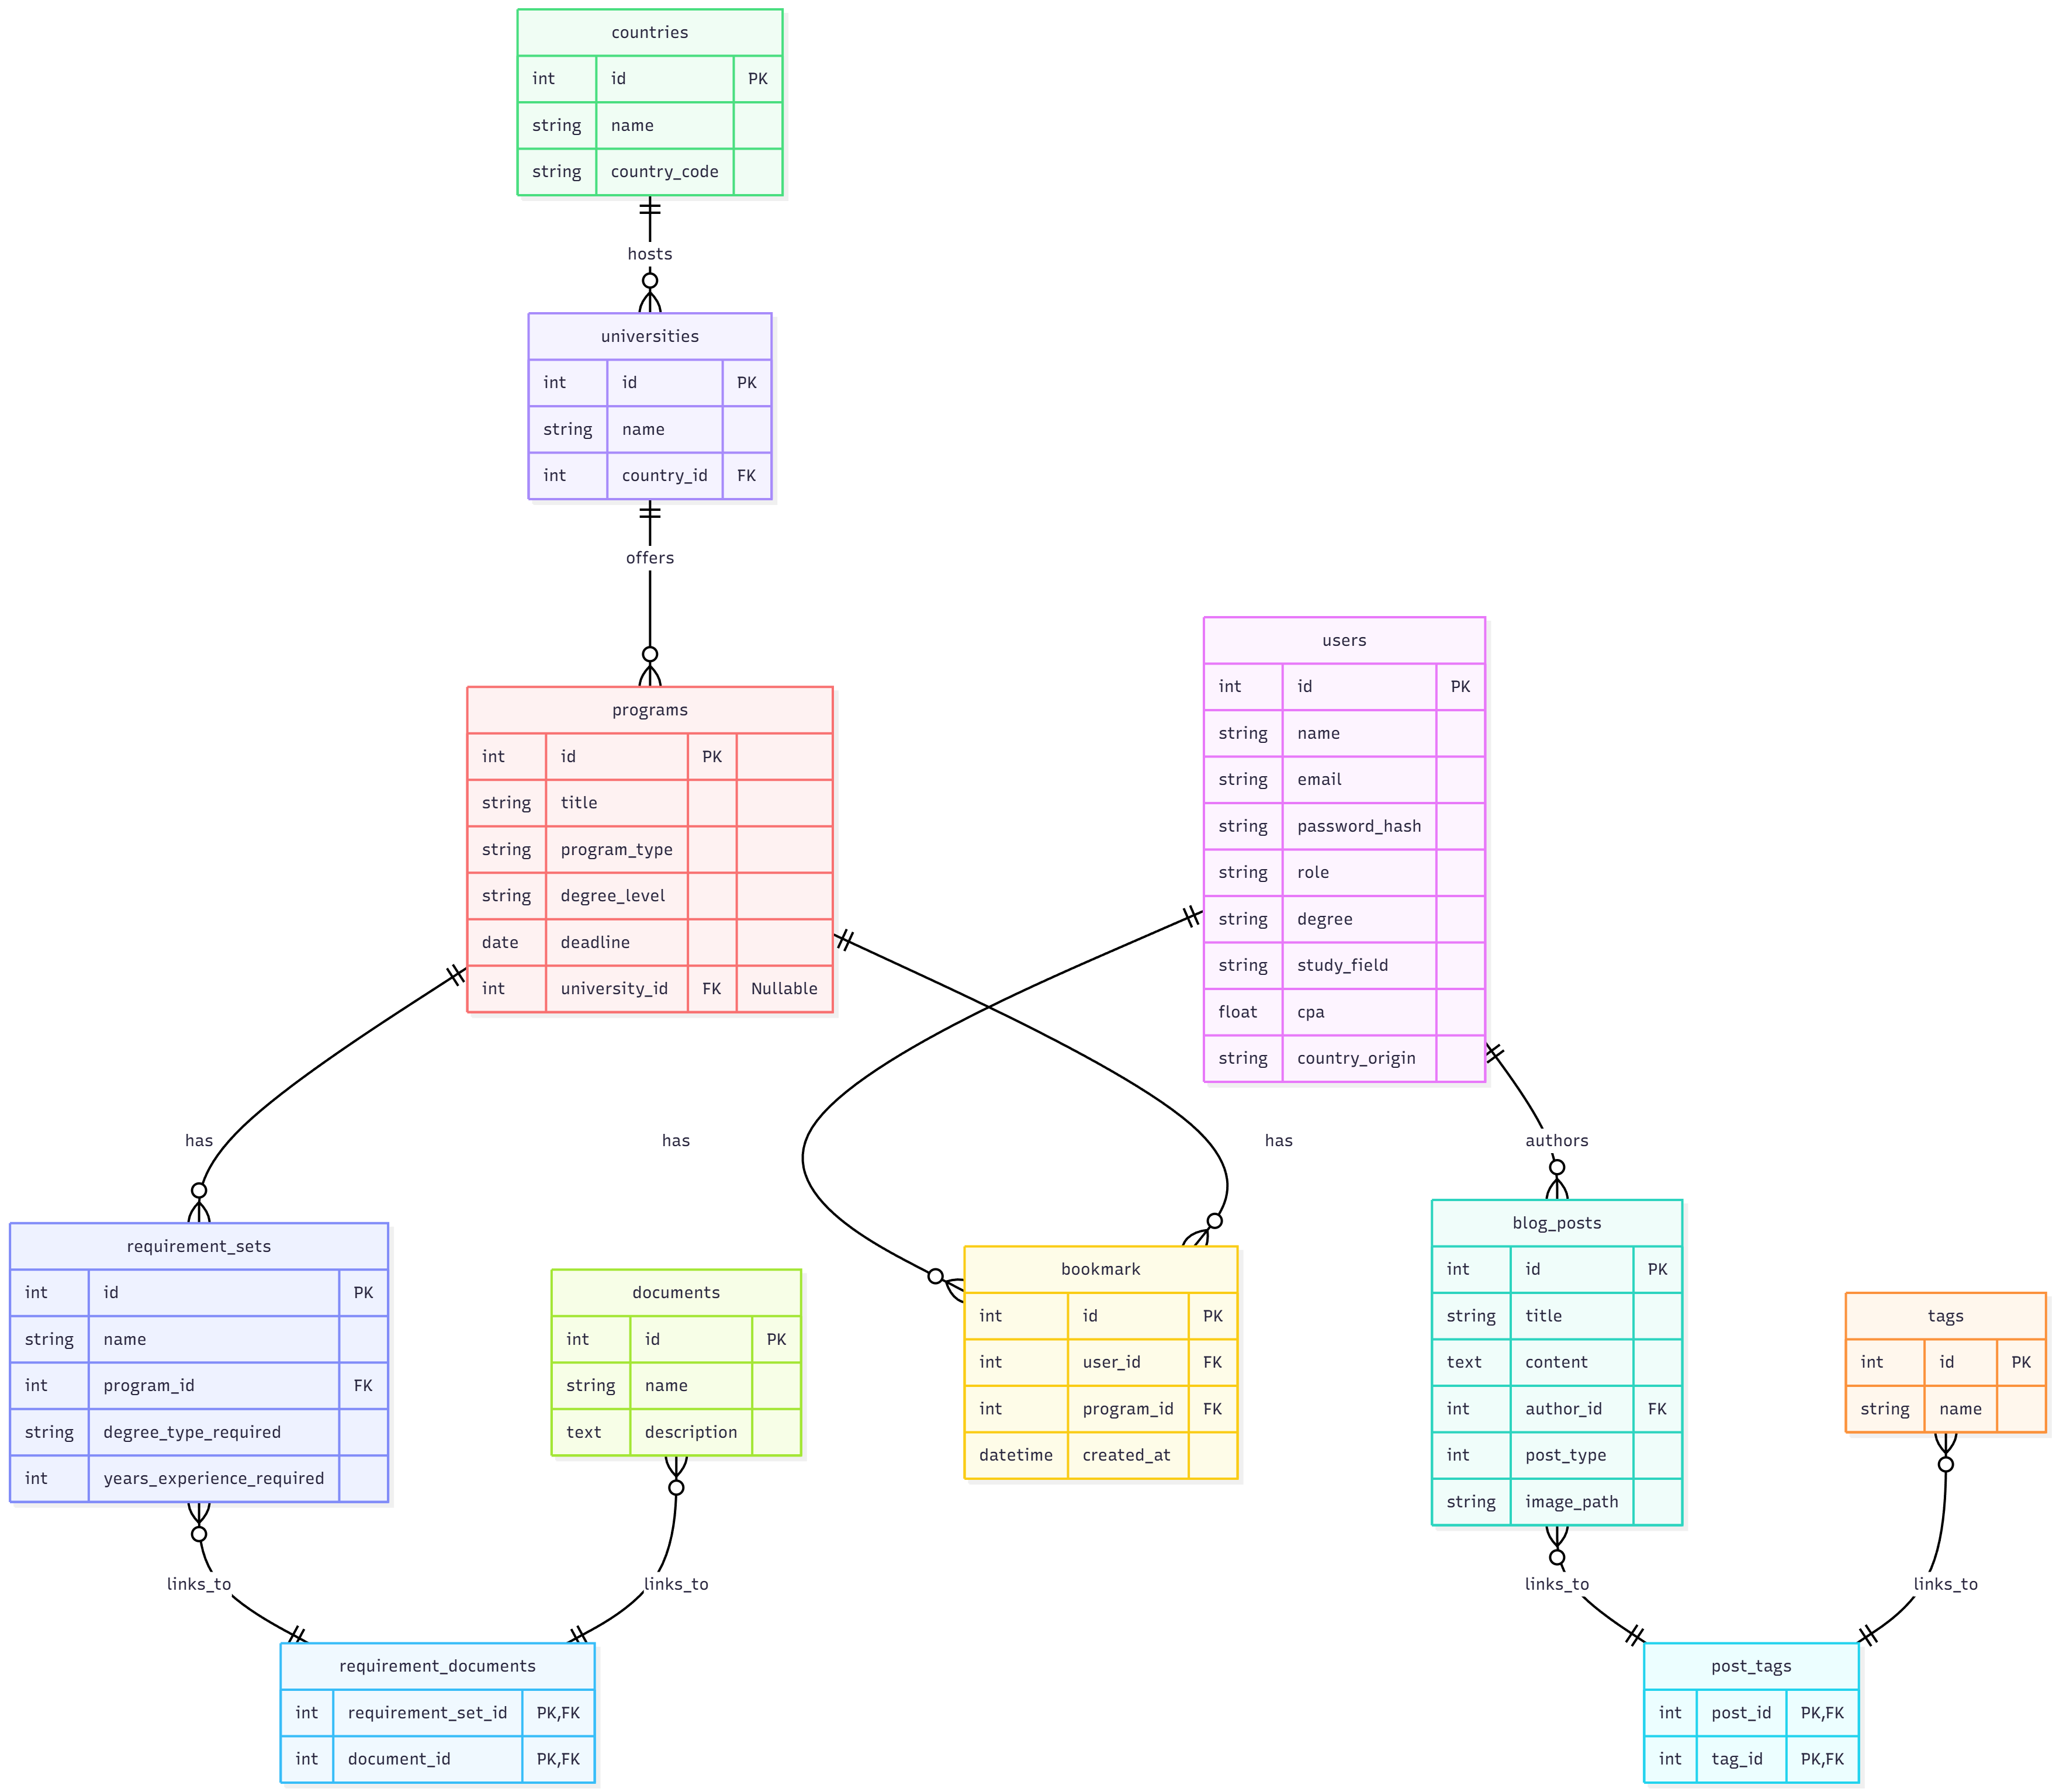 countries
int id PK
string name
string country_code
hosts
universities
int id PK
string name
int country_id FK
offers
programs
int id PK
string title
string program_type
string degree_level
date deadline
int university_id FK Nullable
users
int id PK
string name
string email
string password_hash
string role
string degree
string study_field
float cpa
string country_origin
has
has
has
authors
requirement_sets
int id PK
string name
int program_id FK
string degree_type_required
int years_experience_required
documents
int id PK
string name
text description
bookmark
int id PK
int user_id FK
int program_id FK
datetime created_at
blog_posts
int id PK
string title
text content
int author_id FK
int post_type
string image_path
tags
int id PK
string name
links_to
links_to
links_to
links_to
requirement_documents
int requirement_set_id PK,FK
int document_id PK,FK
post_tags
int post_id PK,FK
int tag_id PK,FK